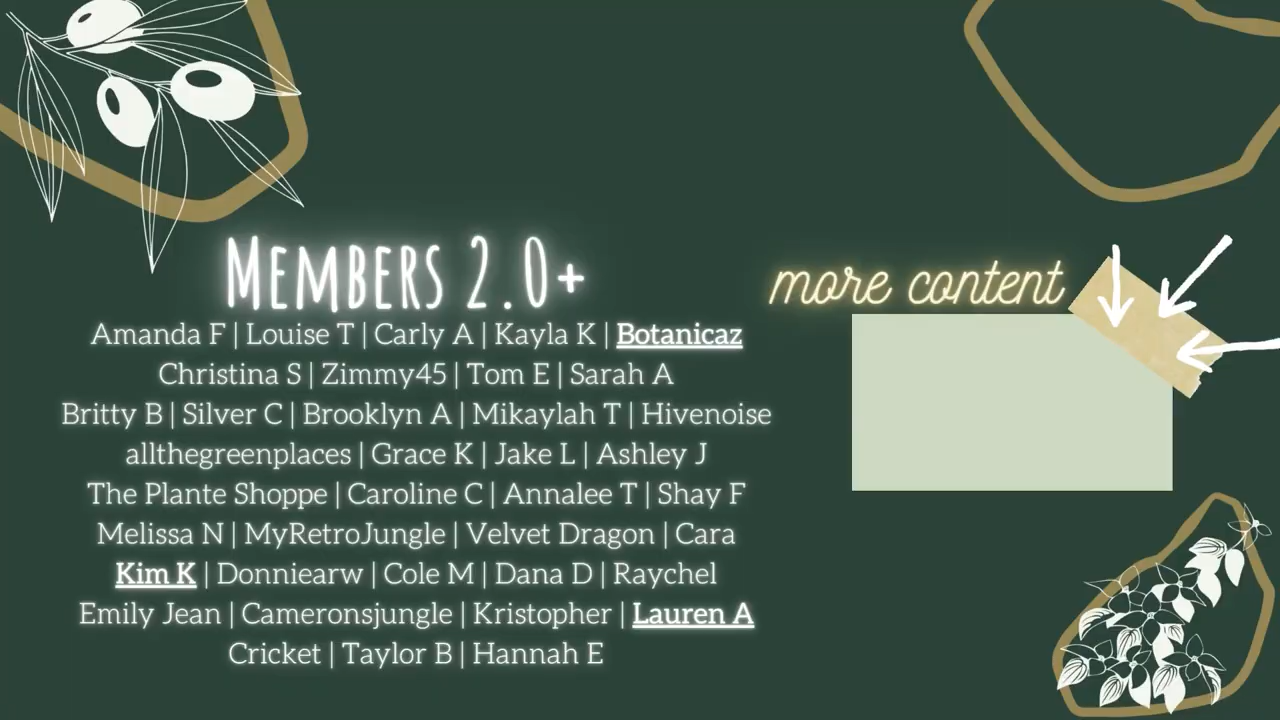 Members 2.0+
more content
Amanda F | Louise T | Carly A | Kayla K | Botanicaz
Christina S | Zimmy45 | Tom E | Sarah A
Britty B | Silver C | Brooklyn A | Mikaylah T | Hivenoise
allthegreenplaces | Grace K | Jake L | Ashley J
The Plante Shoppe | Caroline C | Annalee T | Shay F
Melissa N | MyRetroJungle | Velvet Dragon | Cara
Kim K | Donniearw | Cole M | Dana D | Raychel
Emily Jean | Cameronsjungle | Kristopher | Lauren A
Cricket | Taylor B | Hannah E